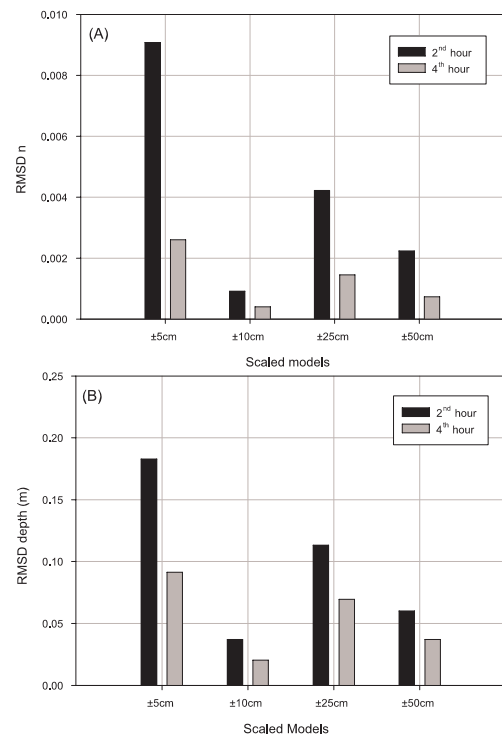 (A)
2nd hour
4th hour
0.010
0.008
0.006
0.004
0.002
0.000
RMSD n
±5cm ±10cm ±25cm ±50cm
Scaled models
(B)
2nd hour
4th hour
0.25
0.20
0.15
0.10
0.05
0.00
RMSD depth (m)
±5cm ±10cm ±25cm ±50cm
Scaled Models